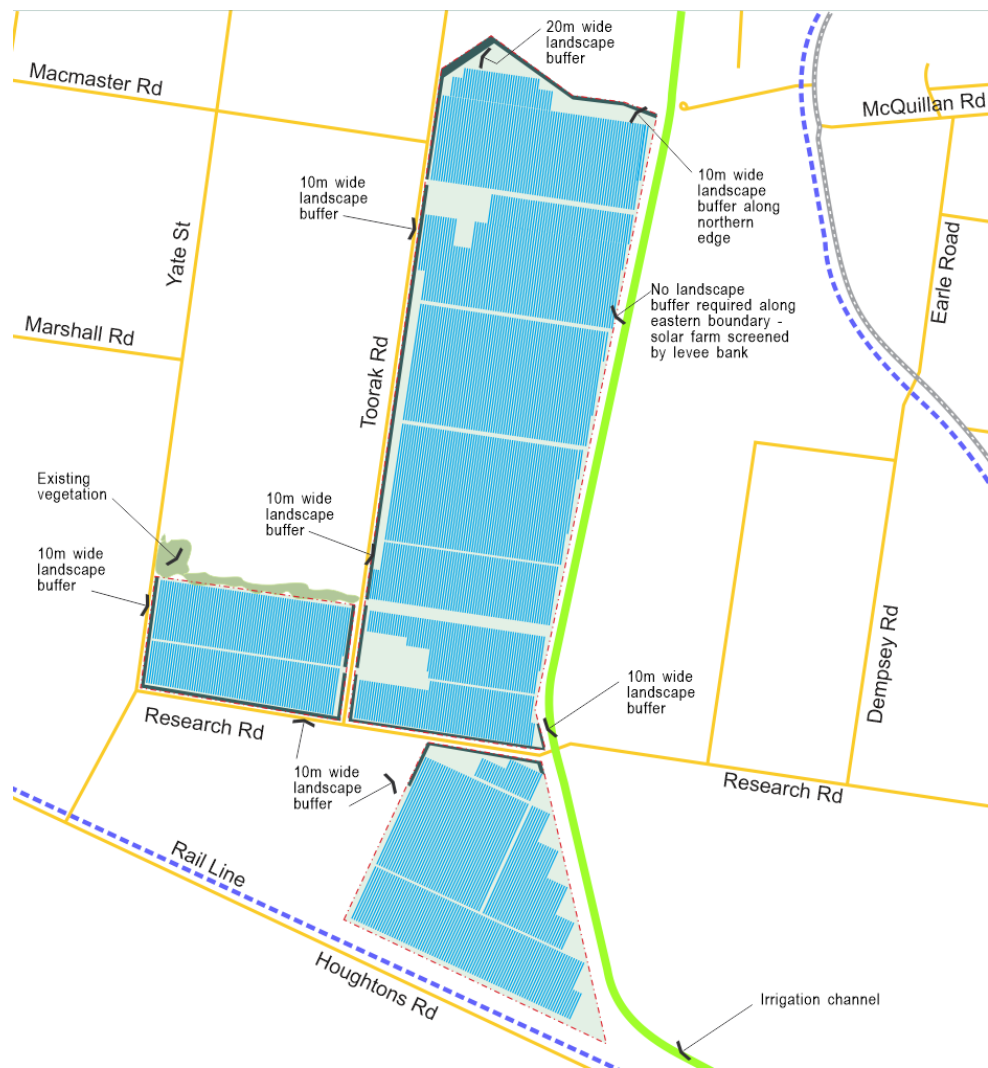 20m wide
landscape
buffer
Macmaster Rd
McQuillan Rd
10m wide
landscape
buffer
10m wide
landscape
buffer along
northern
edge
Yate St
Earle Road
No landscape
buffer required along
eastern boundary -
solar farm screened
by levee bank
Marshall Rd
Toorak Rd
Existing
vegetation
10m wide
landscape
buffer
10m wide
landscape
buffer
Dempsey Rd
10m wide
landscape
buffer
Research Rd
10m wide
landscape
buffer
Research Rd
Rail Line
Houghtons Rd
Irrigation channel